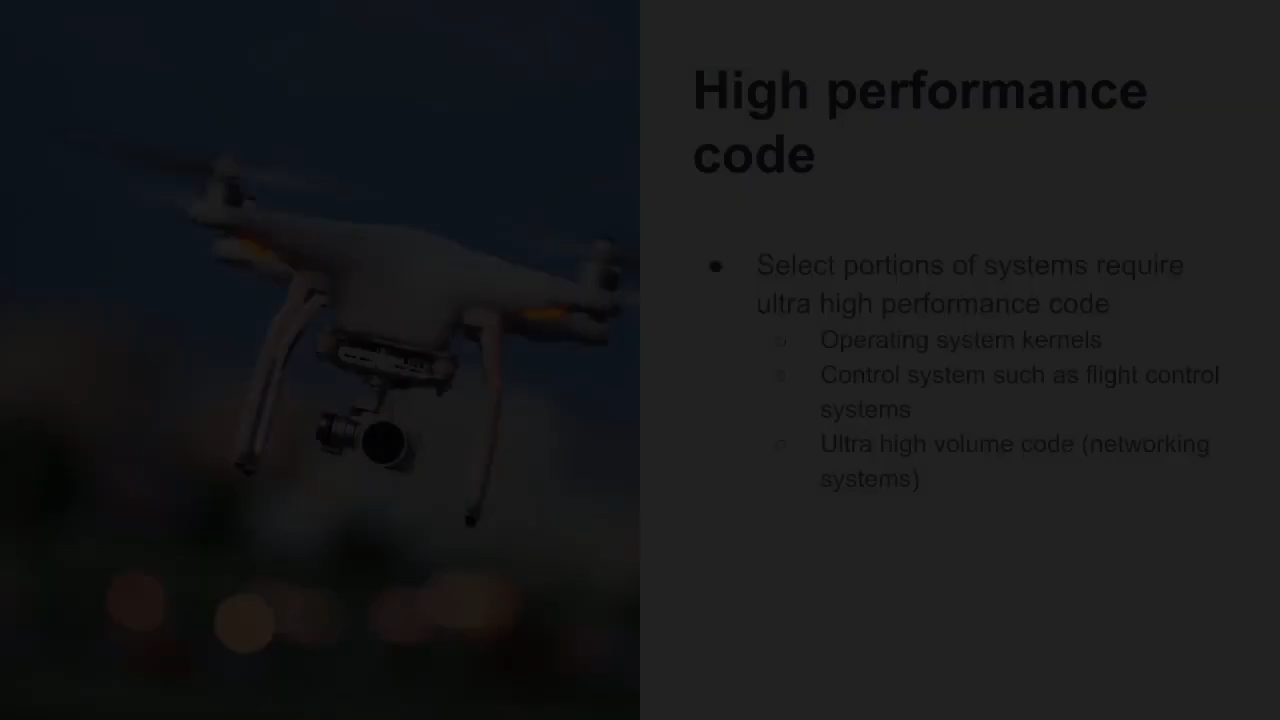 High performance
code
● Select portions of systems require
ultra high performance code
○ Operating system kernels
○ Control system such as flight control
systems
○ Ultra high volume code (networking
systems)